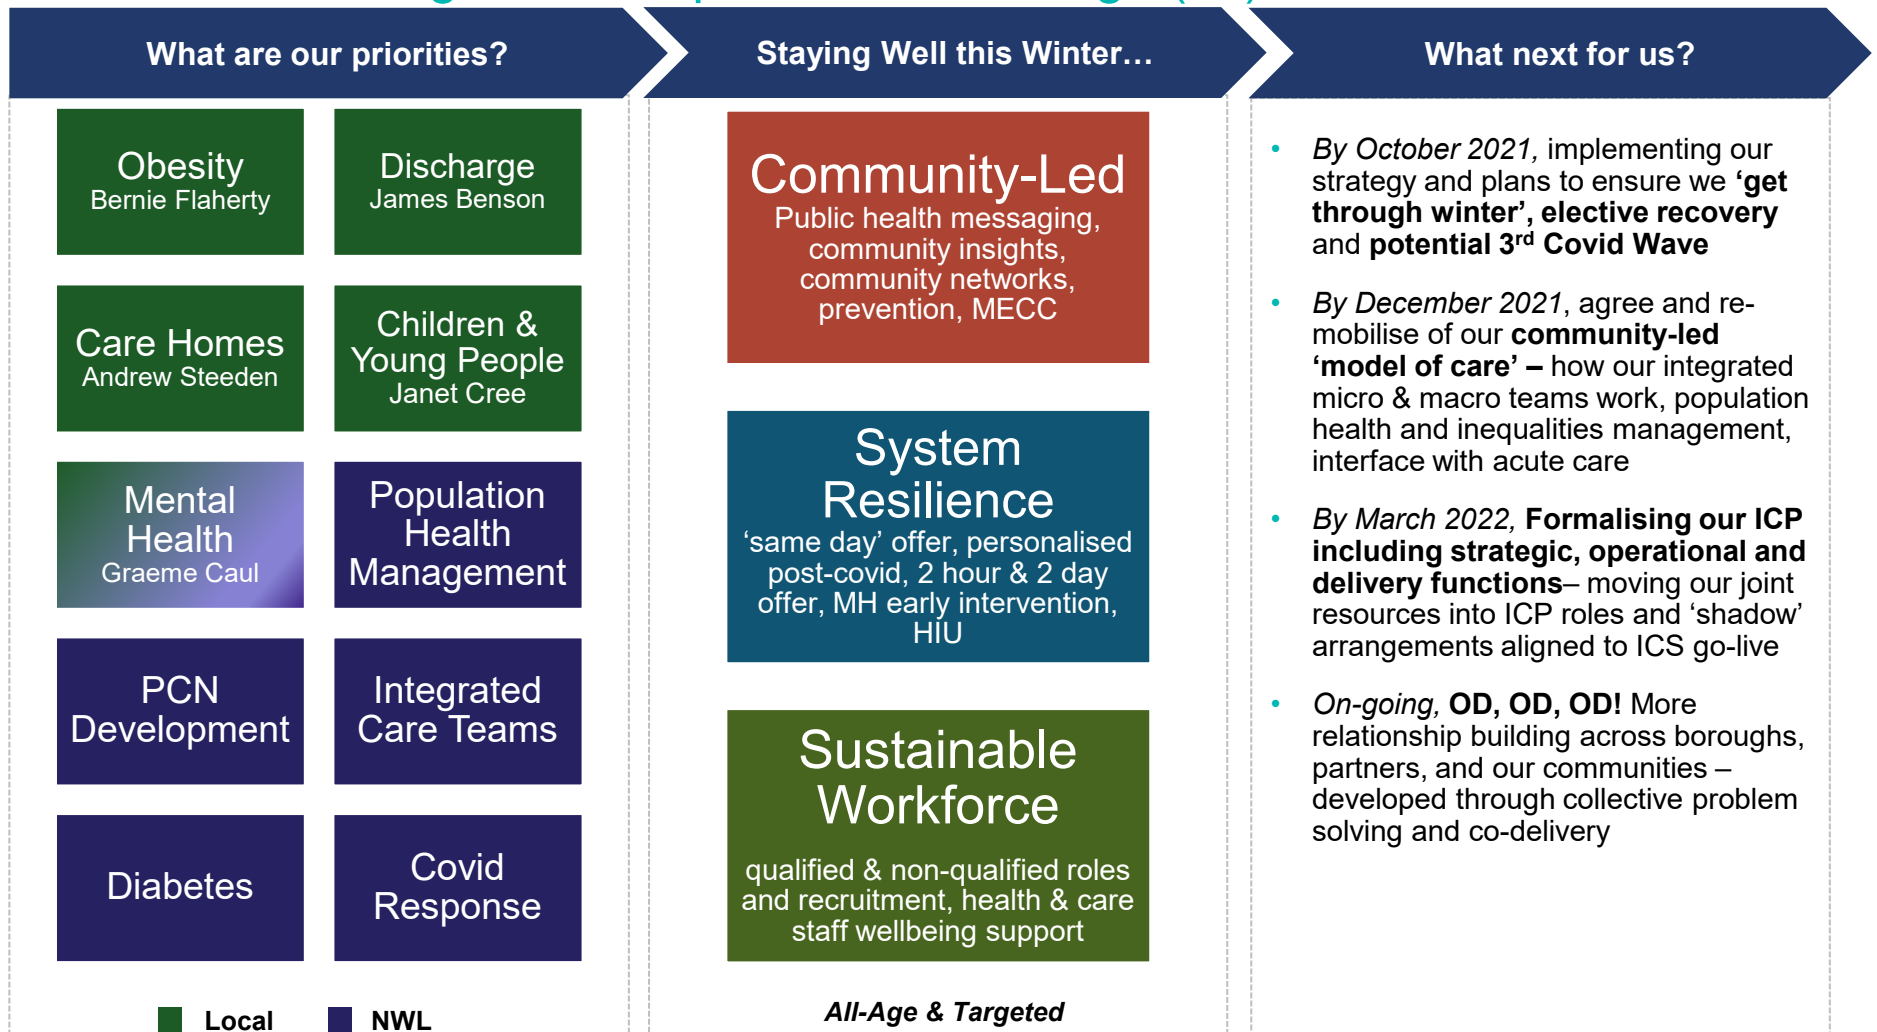 What are our priorities?
Obesity
Bernie Flaherty
Discharge
James Benson
Care Homes
Andrew Steeden
Children &
Young People
Janet Cree
Mental
Health
Graeme Caul
Population
Health
Management
PCN
Development
Integrated
Care Teams
Diabetes
Covid
Response
Local
NWL
Staying Well this Winter…
Community-Led
Public health messaging,
community insights,
community networks,
prevention, MECC
System
Resilience
‘same day’ offer, personalised
post-covid, 2 hour & 2 day
offer, MH early intervention,
HIU
Sustainable
Workforce
qualified & non-qualified roles
and recruitment, health & care
staff wellbeing support
All-Age & Targeted
What next for us?
• By October 2021, implementing our
strategy and plans to ensure we ‘get
through winter’, elective recovery
and potential 3rd Covid Wave
• By December 2021, agree and re-
mobilise of our community-led
‘model of care’ – how our integrated
micro & macro teams work, population
health and inequalities management,
interface with acute care
• By March 2022, Formalising our ICP
including strategic, operational and
delivery functions– moving our joint
resources into ICP roles and ‘shadow’
arrangements aligned to ICS go-live
• On-going, OD, OD, OD! More
relationship building across boroughs,
partners, and our communities –
developed through collective problem
solving and co-delivery